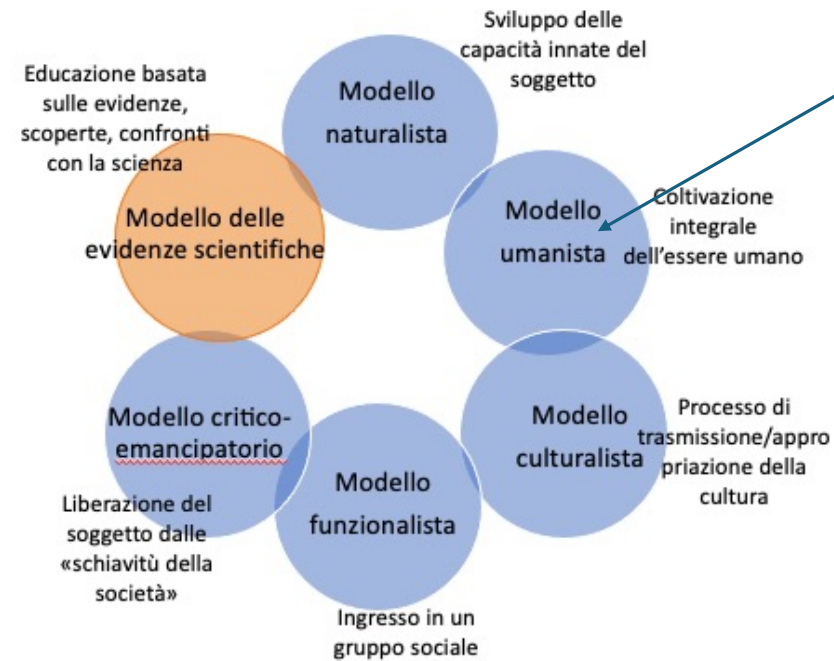 Sviluppo delle
capacità innate del
soggetto
Educazione basata
sulle evidenze,
scoperte, confronti
con la scienza
Modello
naturalista
Modello delle
evidenze scientifiche
Modello
umanista
Coltivazione
integrale
dell'essere umano
Modello critico-
emancipatorio
Liberazione del
soggetto dalle
«schiavitù della
società»
Modello
funzionalista
Ingresso in un
gruppo sociale
Modello
culturalista
Processo di
trasmissione/appro
priazione della
cultura